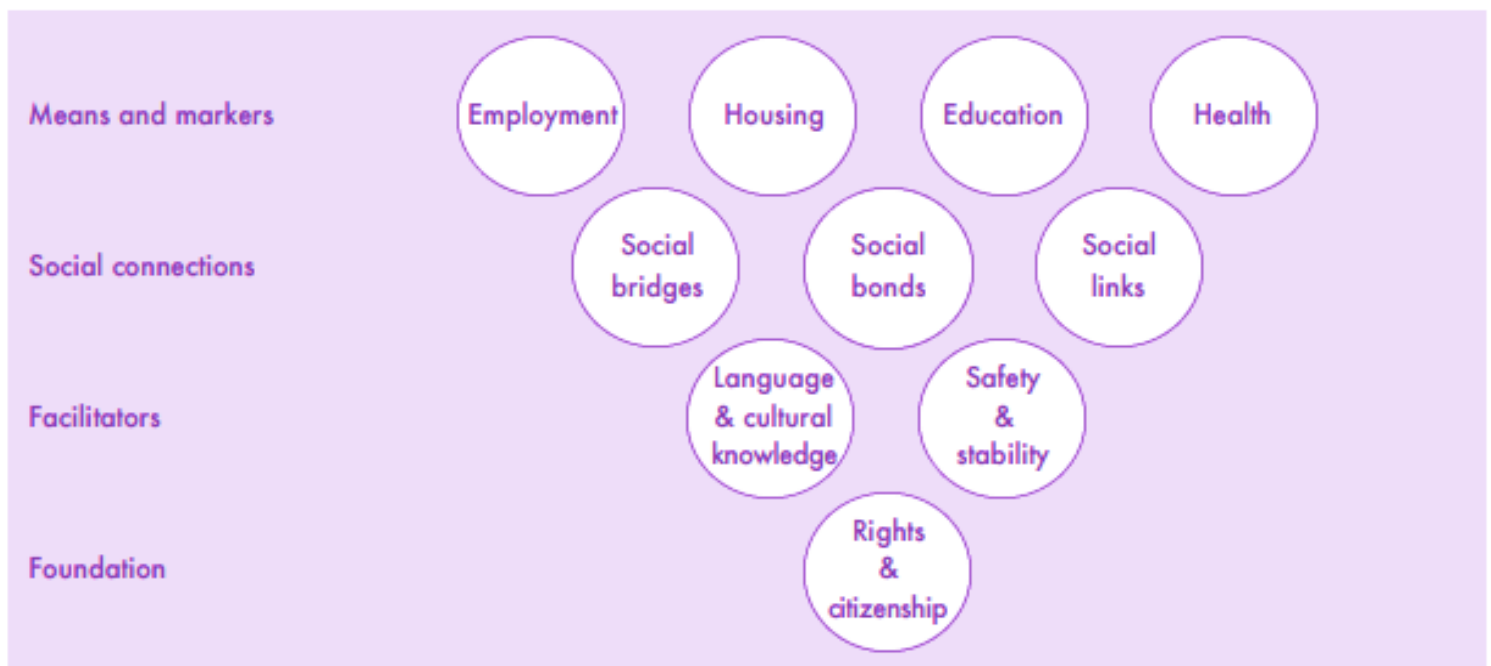 Means and markers
Employment
Housing
Education
Health
Social connections
Social
bridges
Social
bonds
Social
links
Facilitators
Language
& cultural
knowledge
Safety
&
stability
Foundation
Rights
&
citizenship